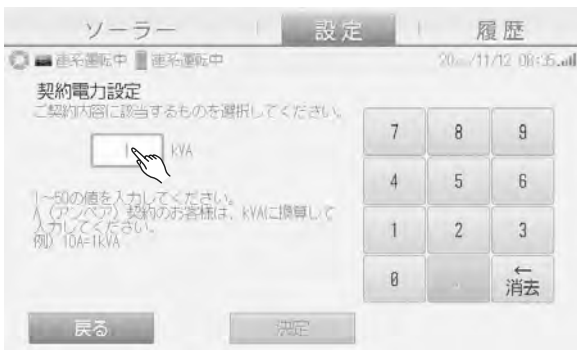 ソーラー 設定 履歴
連系運転中 連系運転中 20--/11/12 08:35
契約電力設定
ご契約内容に該当するものを選択してください。
kVA
1~50の値を入力してください。
A(アンペア)契約のお客様は、kVAに換算して
入力してください。
例)10A=1kVA
7 8 9
4 5 6
1 2 3
0 . ←
消去
戻る 決定